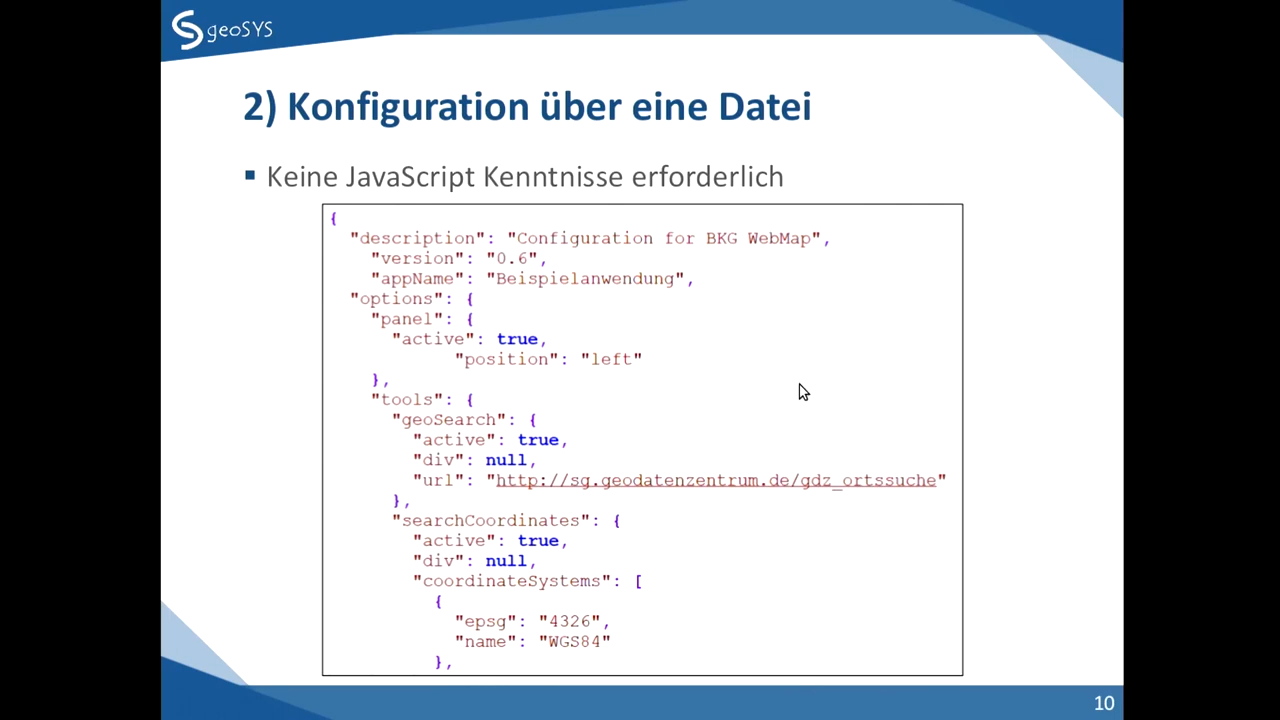 geoSYS
2) Konfiguration über eine Datei
▪ Keine JavaScript Kenntnisse erforderlich
{
"description": "Configuration for BKG WebMap",
"version": "0.6",
"appName": "Beispielanwendung",
"options": {
"panel": {
"active": true,
"position": "left"
},
"tools": {
"geoSearch": {
"active": true,
"div": null,
"url": "http://sg.geodatenzentrum.de/gdz_ortssuche"
},
"searchCoordinates": {
"active": true,
"div": null,
"coordinateSystems": [
{
"epsg": "4326",
"name": "WGS84"
},
10